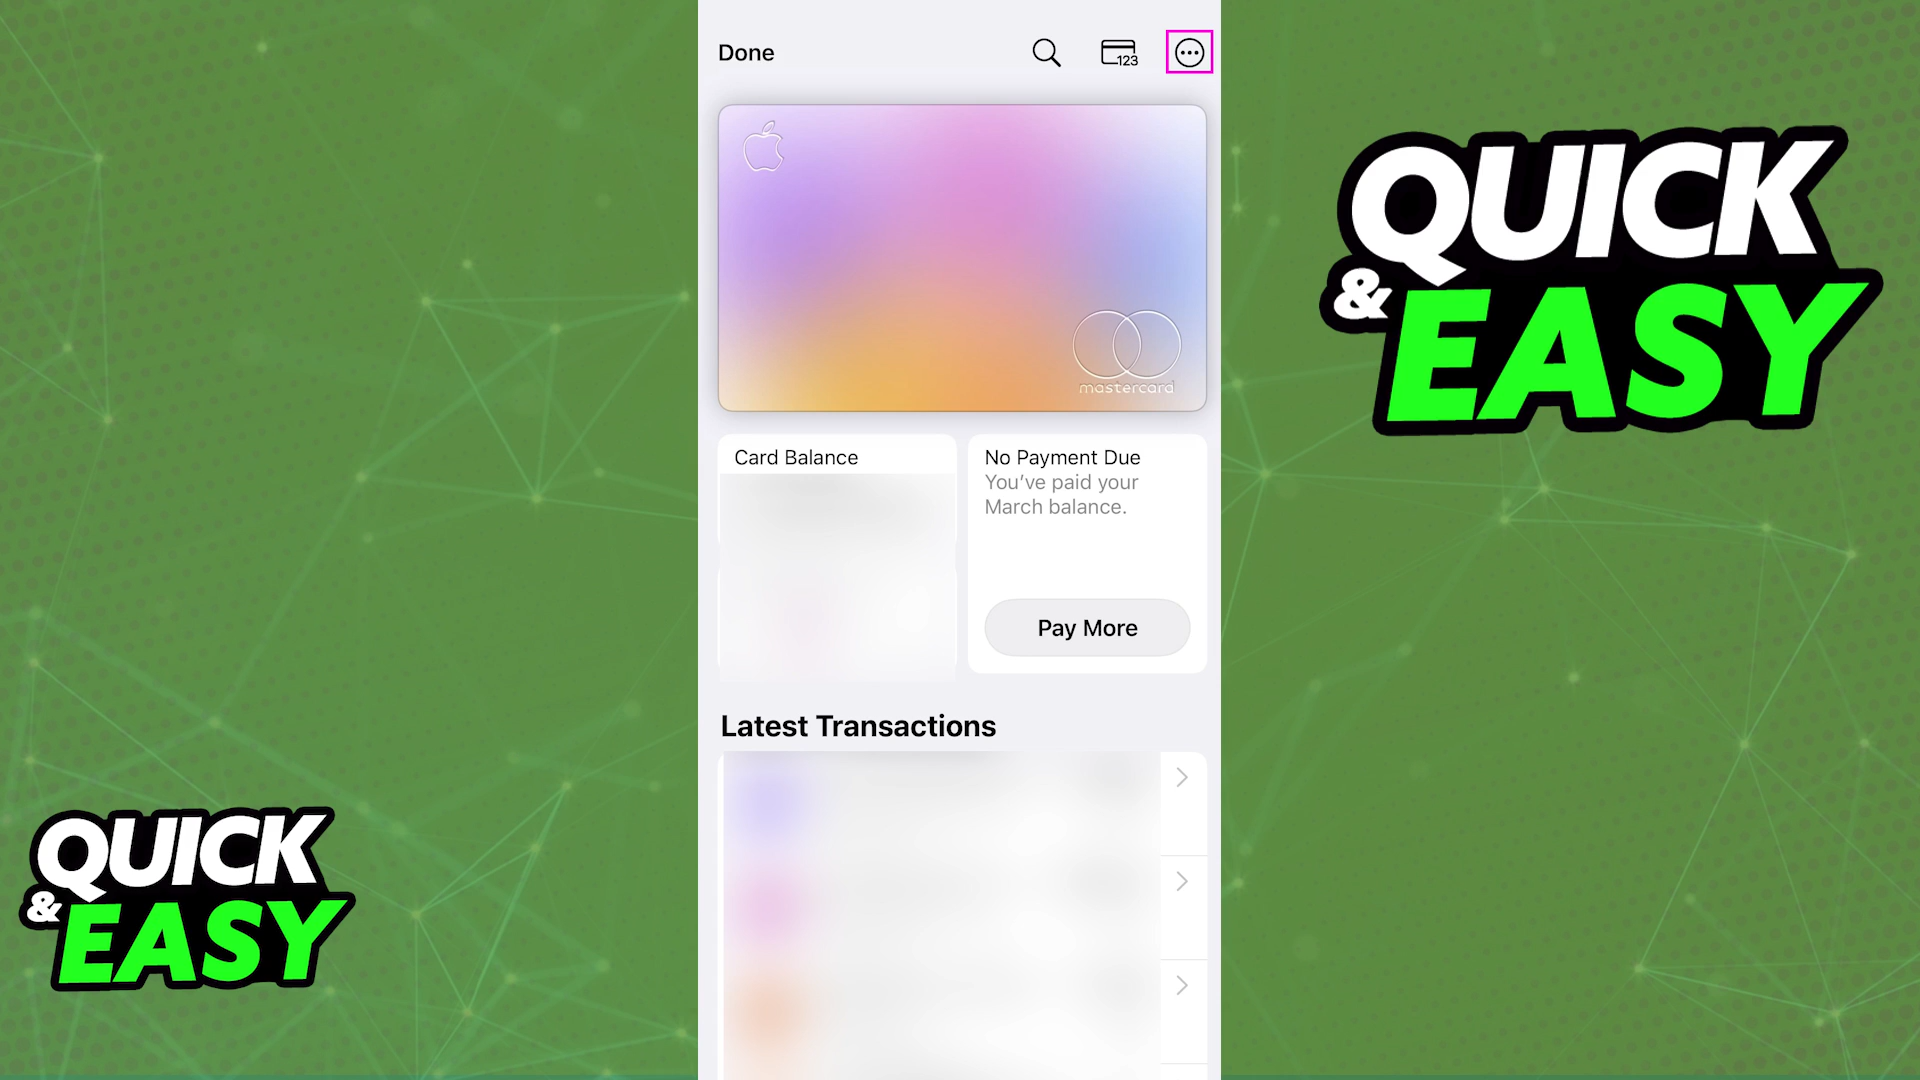 Done
123
mastercard
Card Balance
No Payment Due
You’ve paid your
March balance.
Pay More
Latest Transactions
QUICK
& EASY
QUICK
& EASY